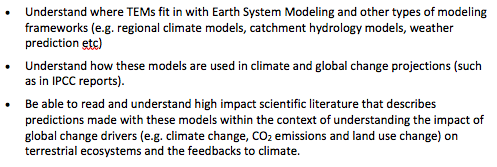 • Understand where TEMs fit in with Earth System Modeling and other types of modeling
frameworks (e.g. regional climate models, catchment hydrology models, weather
prediction etc)
• Understand how these models are used in climate and global change projections (such
as in IPCC reports).
• Be able to read and understand high impact scientific literature that describes
predictions made with these models within the context of understanding the impact of
global change drivers (e.g. climate change, CO₂ emissions and land use change) on
terrestrial ecosystems and the feedbacks to climate.